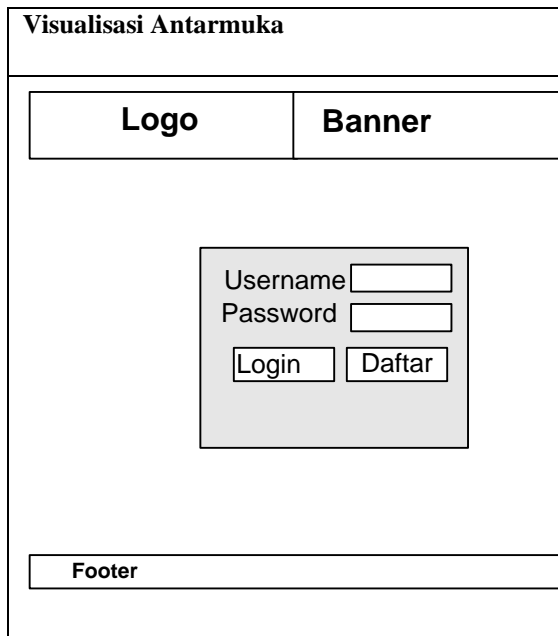 Visualisasi Antarmuka
Logo Banner
Username
Password
Login Daftar
Footer